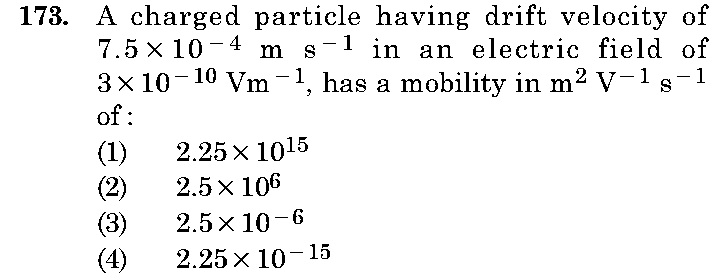 173. A charged particle having drift velocity of
7.5 × 10⁻⁴ m s⁻¹ in an electric field of
3 × 10⁻¹⁰ Vm⁻¹, has a mobility in m² V⁻¹ s⁻¹
of :
(1) 2.25 × 10¹⁵
(2) 2.5 × 10⁶
(3) 2.5 × 10⁻⁶
(4) 2.25 × 10⁻¹⁵